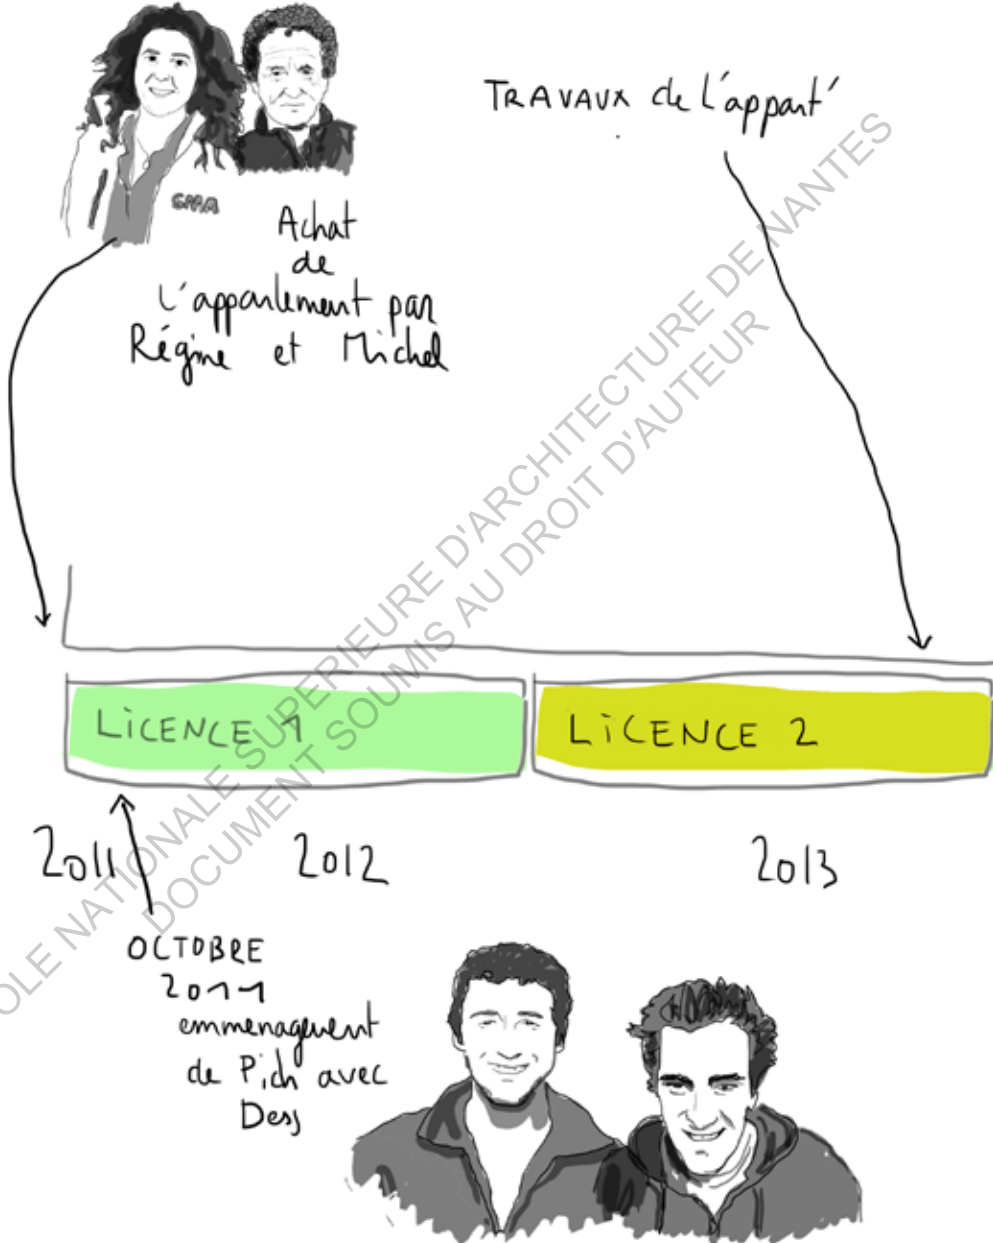 TRAVAUX de L'appart'
SMA
Achat
de
L'appartement par
Régine et Michel
LiCENCE 1
LiCENCE 2
2011
2012
2013
OCTOBRE
2011
emmenagement
de Pich avec
Dess
ECOLE NATIONALE SUPERIEURE D'ARCHITECTURE DE NANTES
DOCUMENT SOUMIS AU DROIT D'AUTEUR